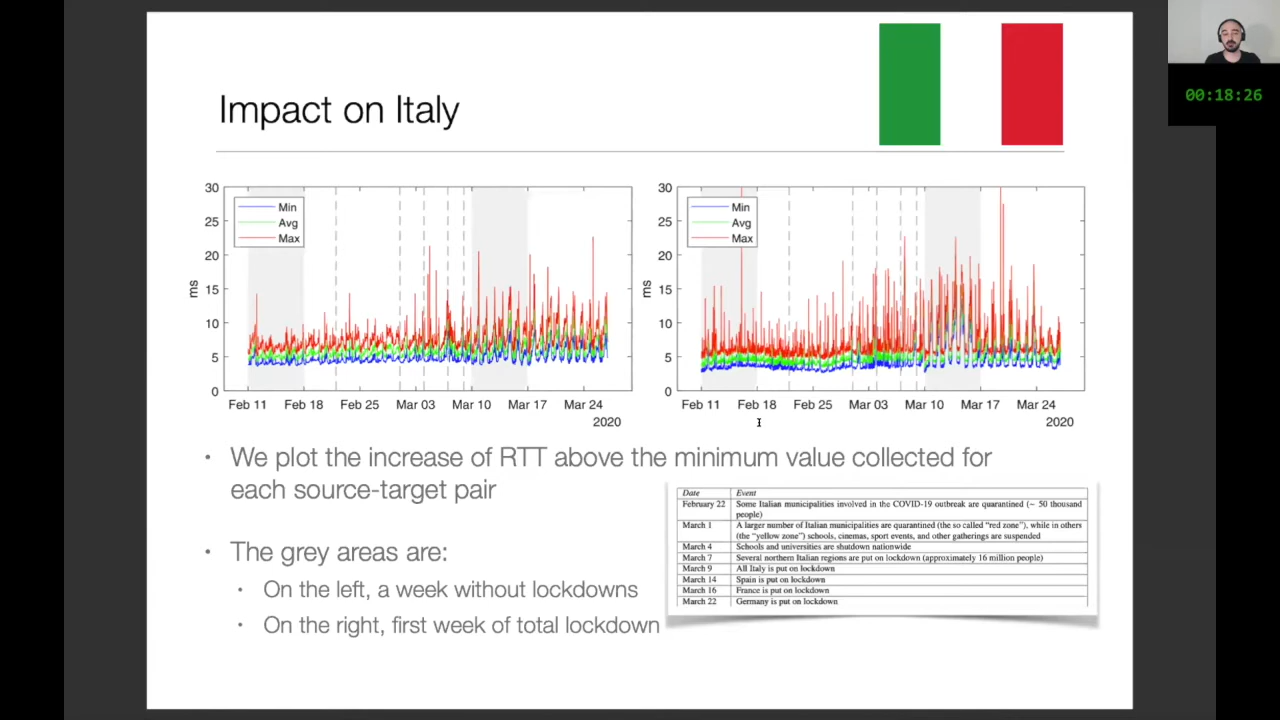 00:18:26
Impact on Italy
30
25
20
15
10
5
0
ms
Min
Avg
Max
Feb 11 Feb 18 Feb 25 Mar 03 Mar 10 Mar 17 Mar 24
2020
30
25
20
15
10
5
0
ms
Min
Avg
Max
Feb 11 Feb 18 Feb 25 Mar 03 Mar 10 Mar 17 Mar 24
2020
• We plot the increase of RTT above the minimum value collected for
each source-target pair
• The grey areas are:
• On the left, a week without lockdowns
• On the right, first week of total lockdown
Date Event
February 22 Some Italian municipalities involved in the COVID-19 outbreak are quarantined (~ 50 thousand
people)
March 1 A larger number of Italian municipalities are quarantined (the so called “red zone”), while in others
(the “yellow zone”) schools, cinemas, sport events, and other gatherings are suspended
March 4 Schools and universities are shutdown nationwide
March 7 Several northern Italian regions are put on lockdown (approximately 16 million people)
March 9 All Italy is put on lockdown
March 14 Spain is put on lockdown
March 16 France is put on lockdown
March 22 Germany is put on lockdown